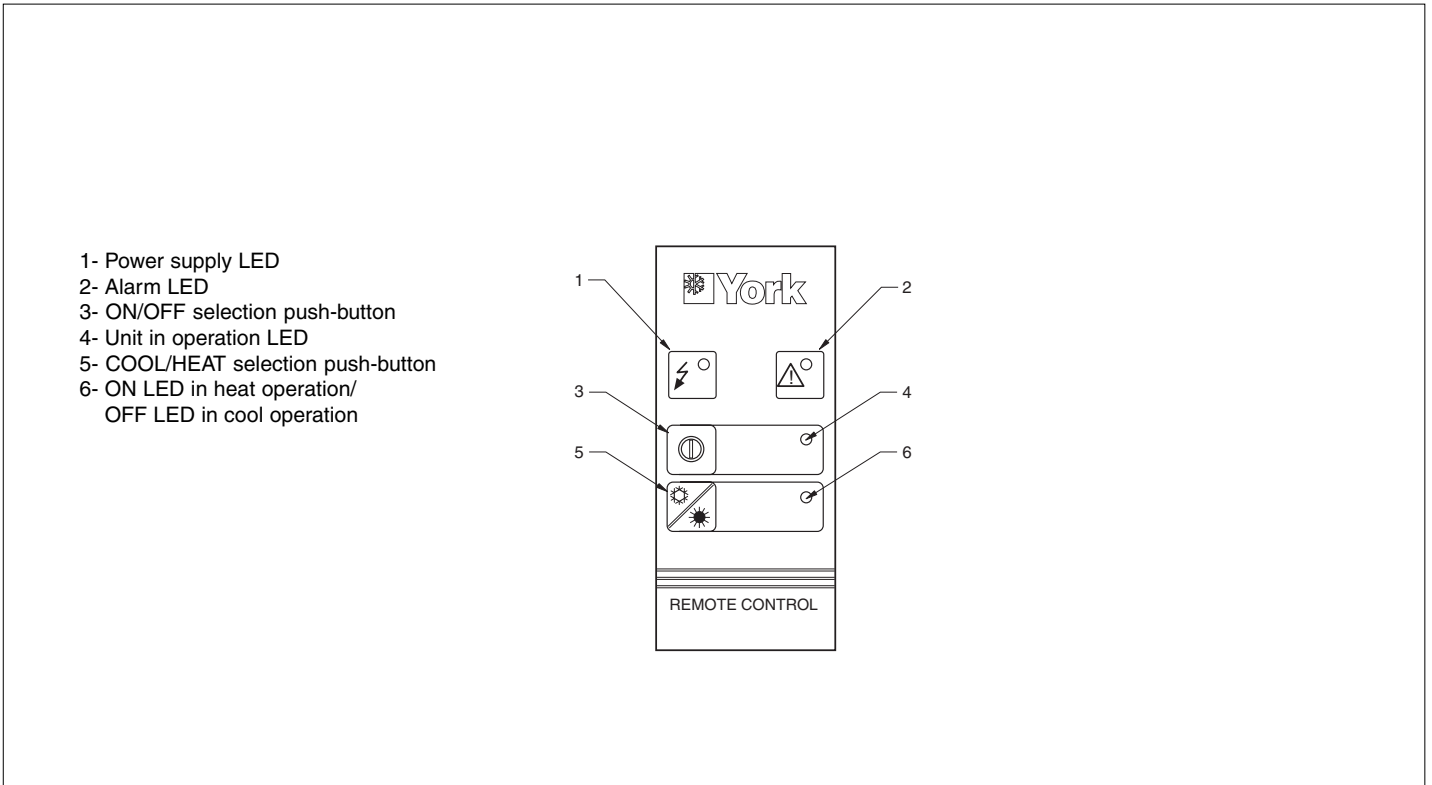 1- Power supply LED
2- Alarm LED
3- ON/OFF selection push-button
4- Unit in operation LED
5- COOL/HEAT selection push-button
6- ON LED in heat operation/
OFF LED in cool operation
York
1
2
3
4
5
6
REMOTE CONTROL